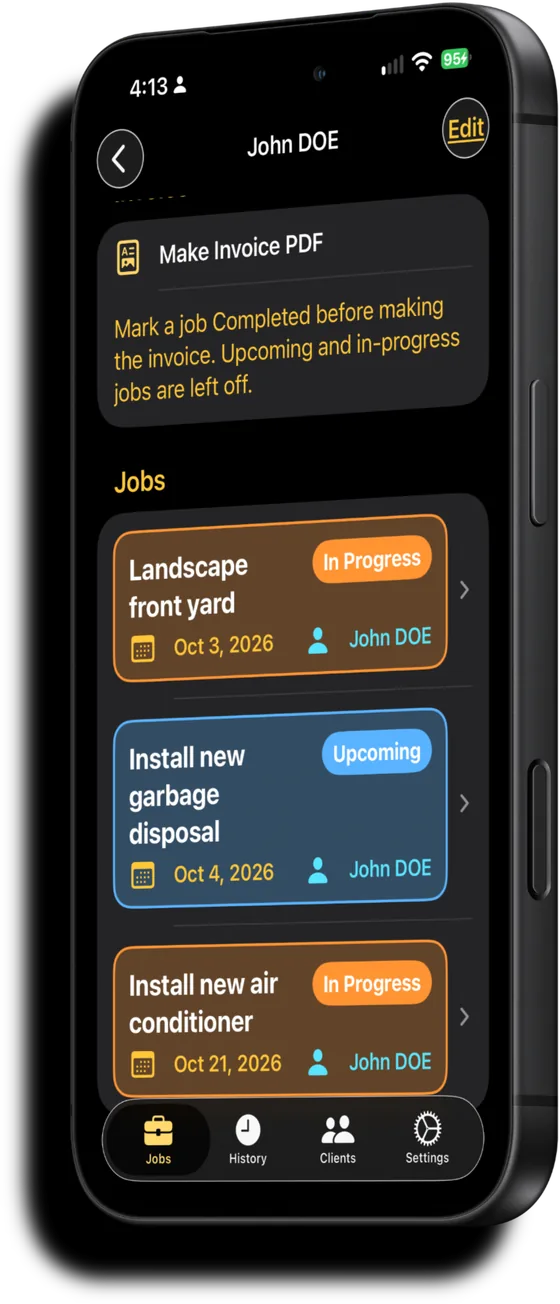 4:13
95
John DOE
Edit
Make Invoice PDF
Mark a job Completed before making
the invoice. Upcoming and in-progress
jobs are left off.
Jobs
Landscape
front yard
In Progress
Oct 3, 2026
John DOE
Install new
garbage
disposal
Upcoming
Oct 4, 2026
John DOE
Install new air
conditioner
In Progress
Oct 21, 2026
John DOE
Jobs
History
Clients
Settings